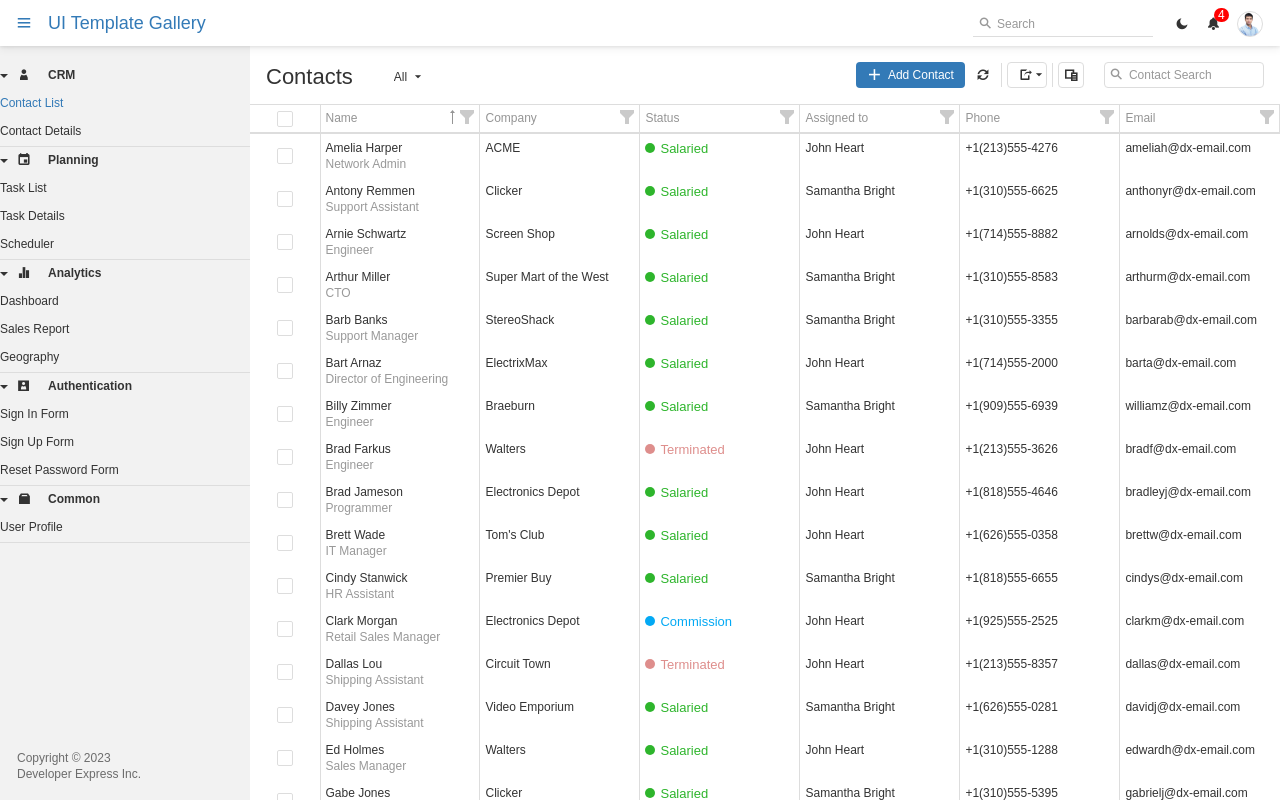 UI Template Gallery
Search
4
CRM
Contact List
Contact Details
Planning
Task List
Task Details
Scheduler
Analytics
Dashboard
Sales Report
Geography
Authentication
Sign In Form
Sign Up Form
Reset Password Form
Common
User Profile
Copyright © 2023
Developer Express Inc.
Contacts
All
Add Contact
Contact Search
Name Company Status Assigned to Phone Email
Amelia Harper ACME Salaried John Heart +1(213)555-4276 ameliah@dx-email.com
Network Admin
Antony Remmen Clicker Salaried Samantha Bright +1(310)555-6625 anthonyr@dx-email.com
Support Assistant
Arnie Schwartz Screen Shop Salaried John Heart +1(714)555-8882 arnolds@dx-email.com
Engineer
Arthur Miller Super Mart of the West Salaried Samantha Bright +1(310)555-8583 arthurm@dx-email.com
CTO
Barb Banks StereoShack Salaried Samantha Bright +1(310)555-3355 barbarab@dx-email.com
Support Manager
Bart Arnaz ElectrixMax Salaried John Heart +1(714)555-2000 barta@dx-email.com
Director of Engineering
Billy Zimmer Braeburn Salaried Samantha Bright +1(909)555-6939 williamz@dx-email.com
Engineer
Brad Farkus Walters Terminated John Heart +1(213)555-3626 bradf@dx-email.com
Engineer
Brad Jameson Electronics Depot Salaried John Heart +1(818)555-4646 bradleyj@dx-email.com
Programmer
Brett Wade Tom's Club Salaried John Heart +1(626)555-0358 brettw@dx-email.com
IT Manager
Cindy Stanwick Premier Buy Salaried Samantha Bright +1(818)555-6655 cindys@dx-email.com
HR Assistant
Clark Morgan Electronics Depot Commission John Heart +1(925)555-2525 clarkm@dx-email.com
Retail Sales Manager
Dallas Lou Circuit Town Terminated John Heart +1(213)555-8357 dallas@dx-email.com
Shipping Assistant
Davey Jones Video Emporium Salaried Samantha Bright +1(626)555-0281 davidj@dx-email.com
Shipping Assistant
Ed Holmes Walters Salaried John Heart +1(310)555-1288 edwardh@dx-email.com
Sales Manager
Gabe Jones Clicker Salaried Samantha Bright +1(310)555-5395 gabrielj@dx-email.com